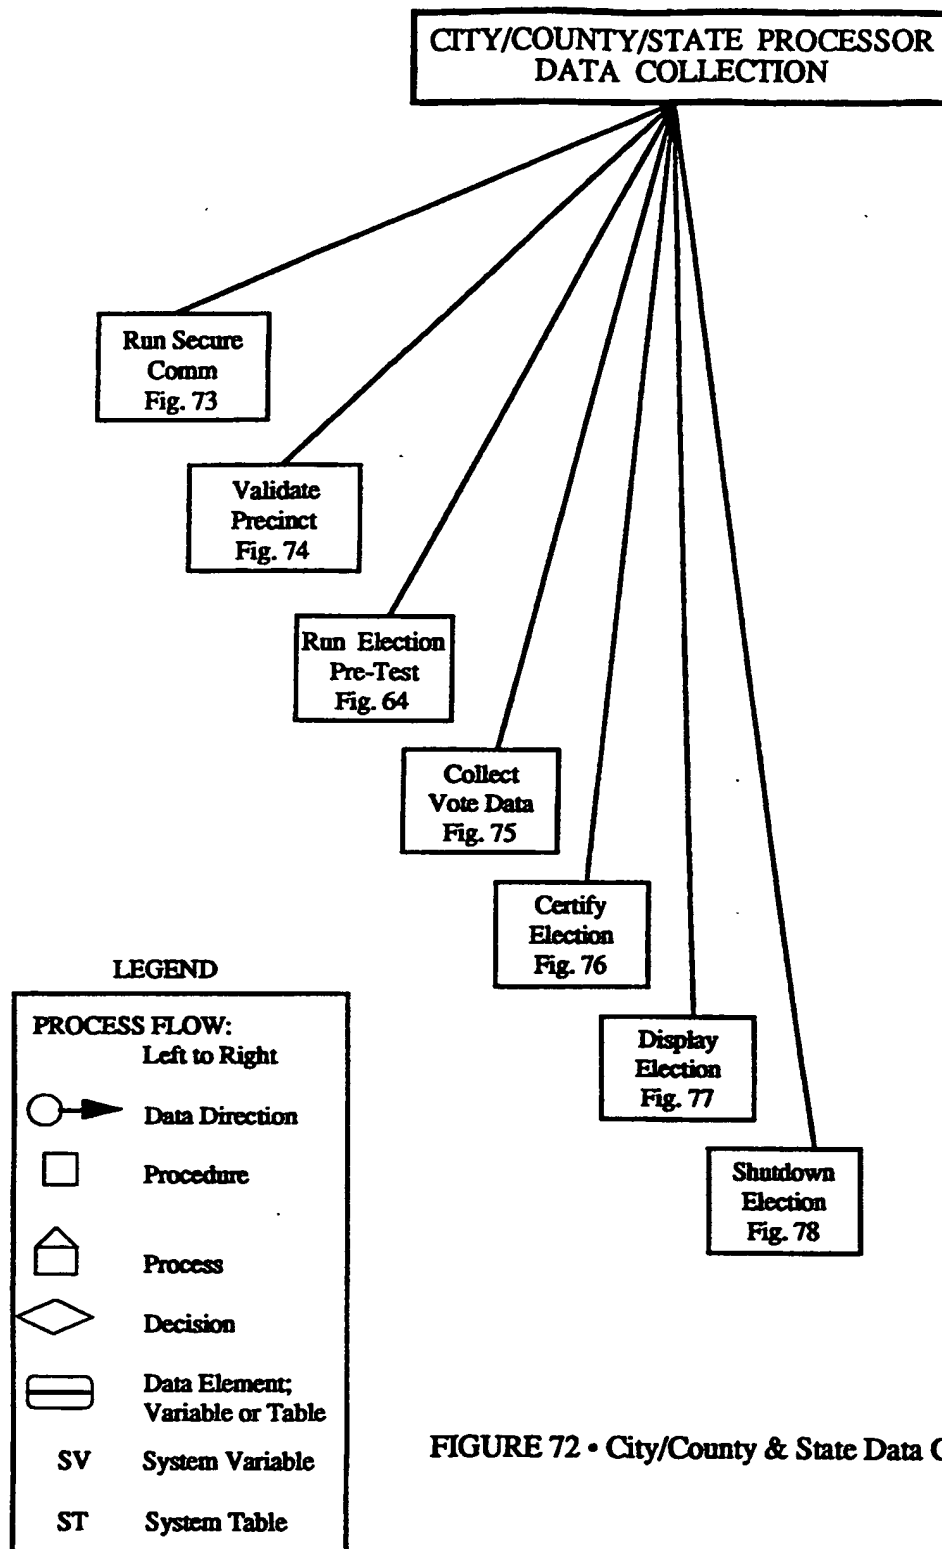 CITY/COUNTY/STATE PROCESSOR
DATA COLLECTION
Run Secure
Comm
Fig. 73
Validate
Precinct
Fig. 74
Run Election
Pre-Test
Fig. 64
Collect
Vote Data
Fig. 75
Certify
Election
Fig. 76
Display
Election
Fig. 77
Shutdown
Election
Fig. 78
LEGEND
PROCESS FLOW:
Left to Right
Data Direction
Procedure
Process
Decision
Data Element;
Variable or Table
SV System Variable
ST System Table
FIGURE 72 • City/County & State Data